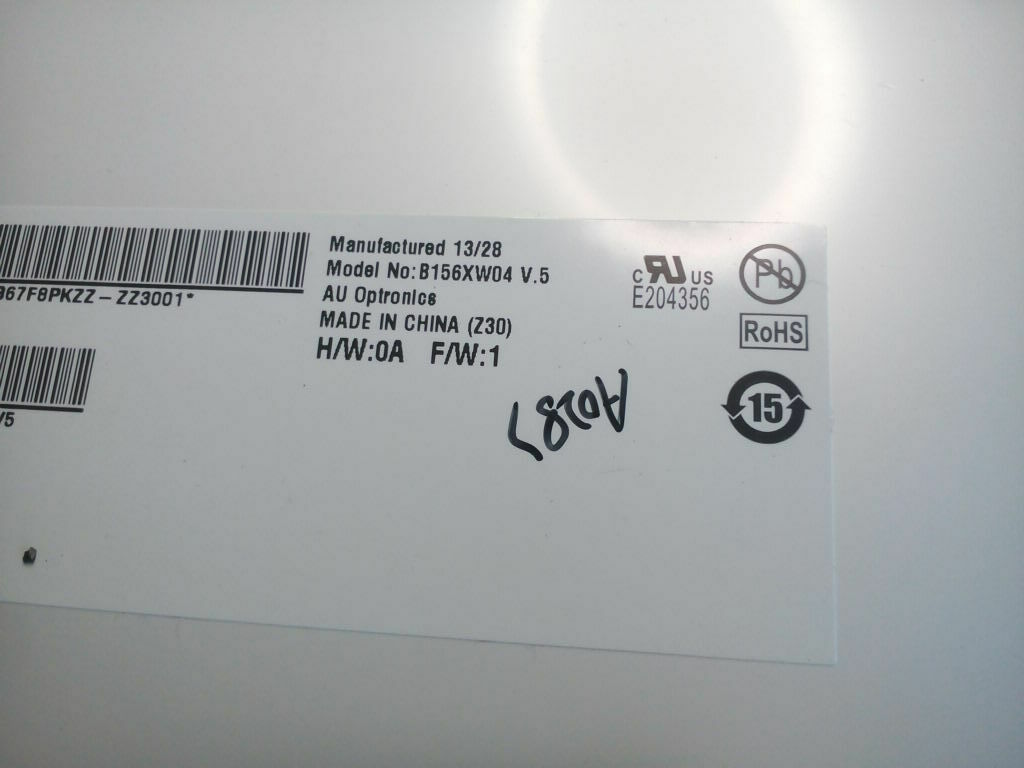 967F8PKZZ-ZZ3001*
/5
Manufactured 13/28
Model No:B156XW04 V.5
AU Optronics
MADE IN CHINA (Z30)
H/W:0A F/W:1
c RU US
E204356
Pb
RoHS
15